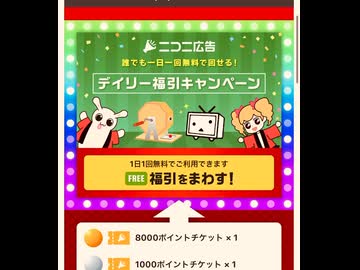 ニコニ広告
誰でも一日一回無料で回せる!
デイリー福引キャンペーン
1日1回無料でご利用できます
FREE 福引をまわす!
8000ポイントチケット × 1
1000ポイントチケット × 1